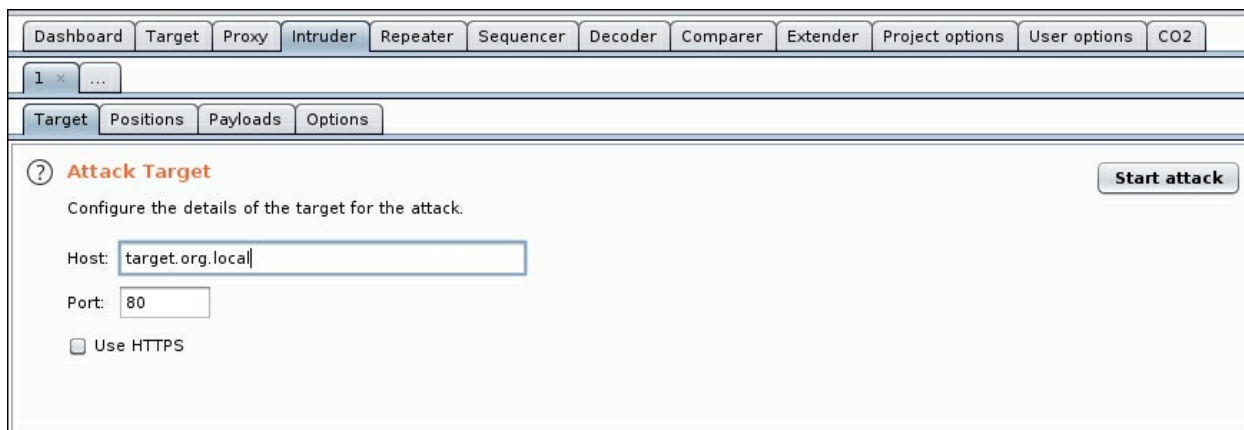 Dashboard Target Proxy Intruder Repeater Sequencer Decoder Comparer Extender Project options User options CO2
1 × ...
Target Positions Payloads Options
? Attack Target Start attack
Configure the details of the target for the attack.
Host: target.org.local
Port: 80
Use HTTPS